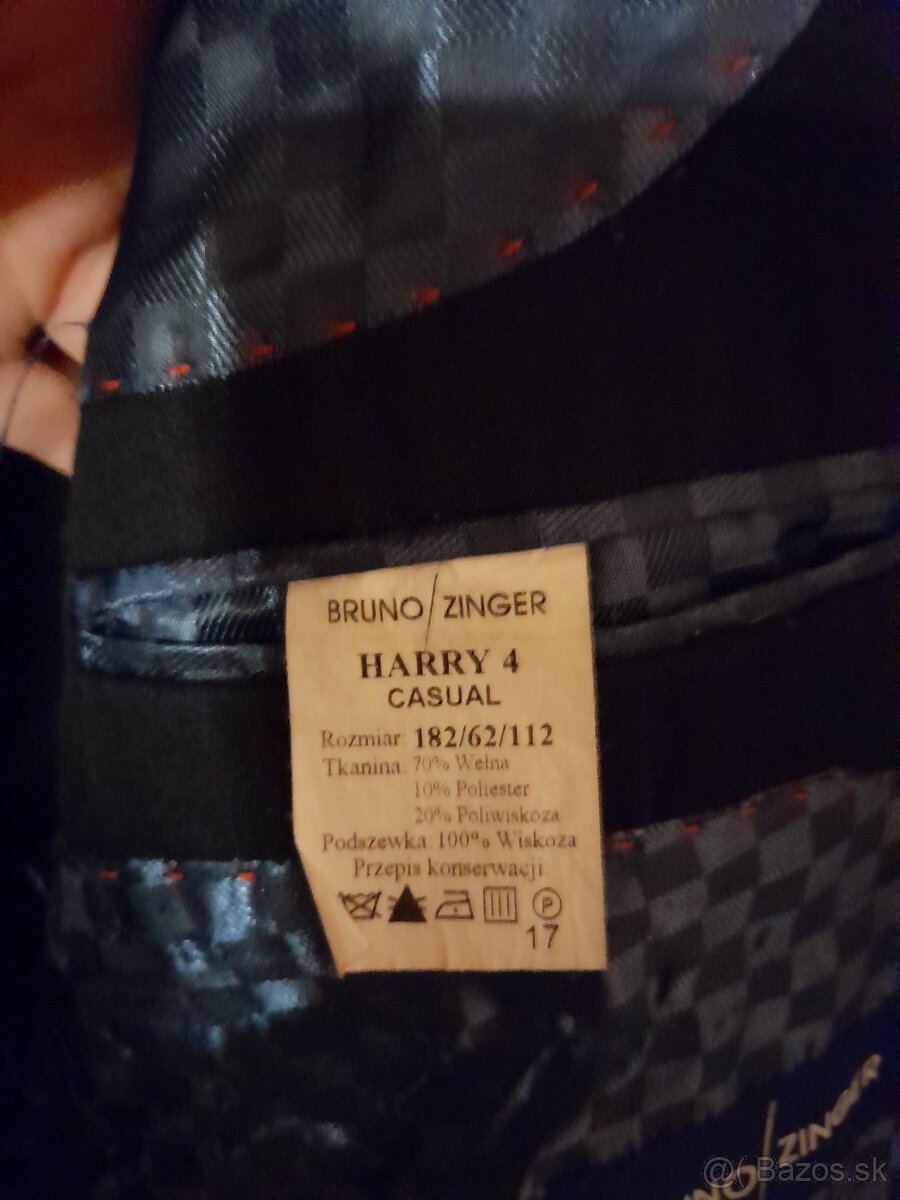 BRUNO/ZINGER
HARRY 4
CASUAL
Rozmiar: 182/62/112
Tkanina: 70% Wełna
10% Poliester
20% Poliwiskoza
Podszewka: 100% Wiskoza
Przepis konserwacji:
P
17
/ZINGER
@( Bazos.sk